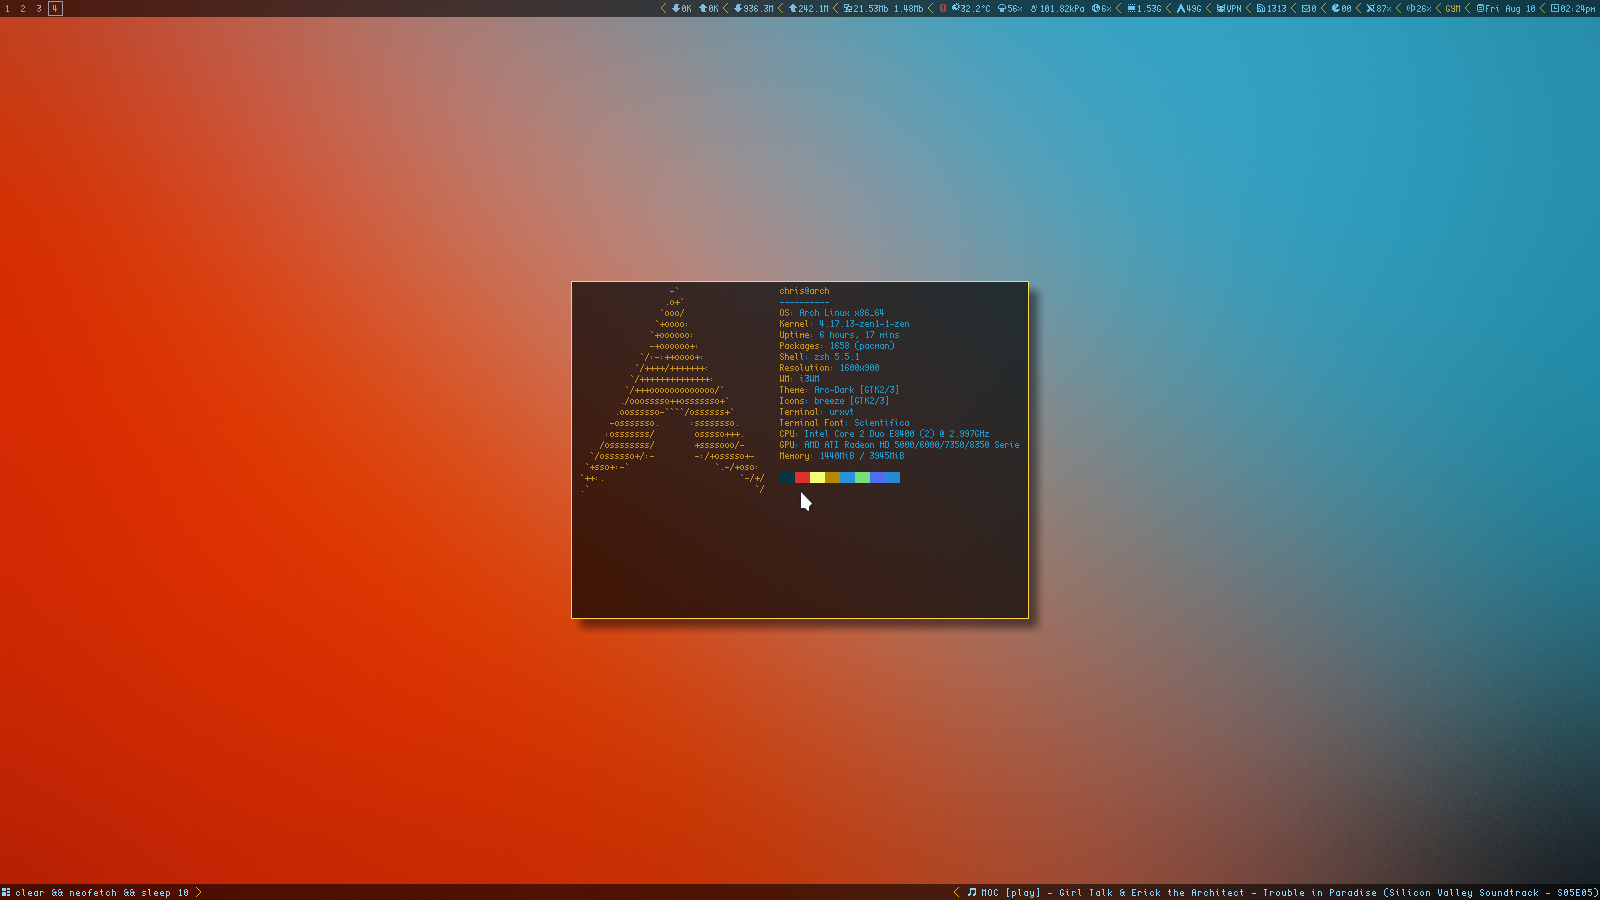 1 2 3 4
0K 0K 936.3M 242.1M 21.53Mb 1.48Mb 32.2°C 56% 101.82kPa 6% 1.53G 49G VPN 1313 0 00 87% 26% GYM Fri Aug 10 02:24pm
chris@arch
----------
OS: Arch Linux x86_64
Kernel: 4.17.13-zen1-1-zen
Uptime: 6 hours, 17 mins
Packages: 1658 (pacman)
Shell: zsh 5.5.1
Resolution: 1600x900
WM: i3WM
Theme: Arc-Dark [GTK2/3]
Icons: breeze [GTK2/3]
Terminal: urxvt
Terminal Font: Scientifica
CPU: Intel Core 2 Duo E8400 (2) @ 2.997GHz
GPU: AMD ATI Radeon HD 5000/6000/7350/8350 Serie
Memory: 1440MiB / 3945MiB
clear && neofetch && sleep 10
MOC [play] - Girl Talk & Erick the Architect - Trouble in Paradise (Silicon Valley Soundtrack - S05E05)